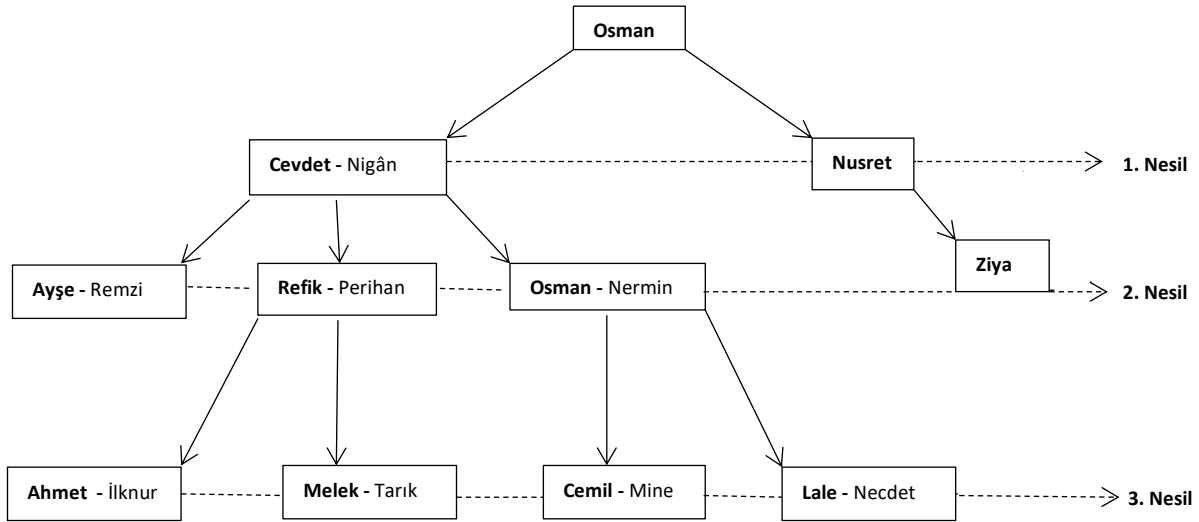 Osman
Cevdet - Nigân
Nusret
1. Nesil
Ziya
Ayşe - Remzi
Refik - Perihan
Osman - Nermin
2. Nesil
Ahmet - İlknur
Melek - Tarık
Cemil - Mine
Lale - Necdet
3. Nesil